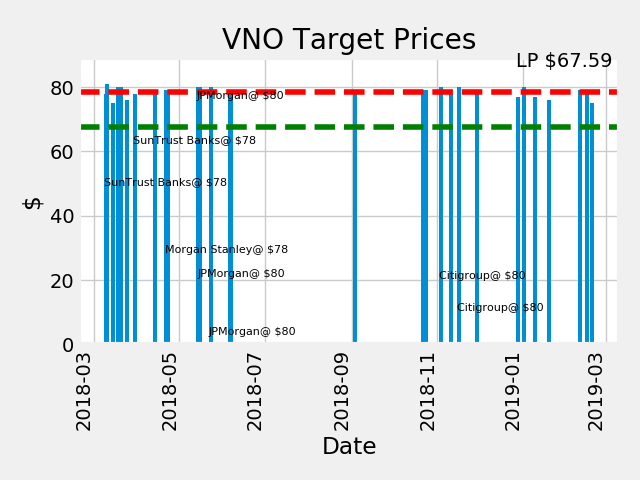 VNO Target Prices
LP $67.59
80
JPMorgan@ $80
SunTrust Banks@ $78
60
SunTrust Banks@ $78
$
40
Morgan Stanley@ $78
JPMorgan@ $80
Citigroup@ $80
20
Citigroup@ $80
JPMorgan@ $80
0
2018-03
2018-05
2018-07
2018-09
2018-11
2019-01
2019-03
Date